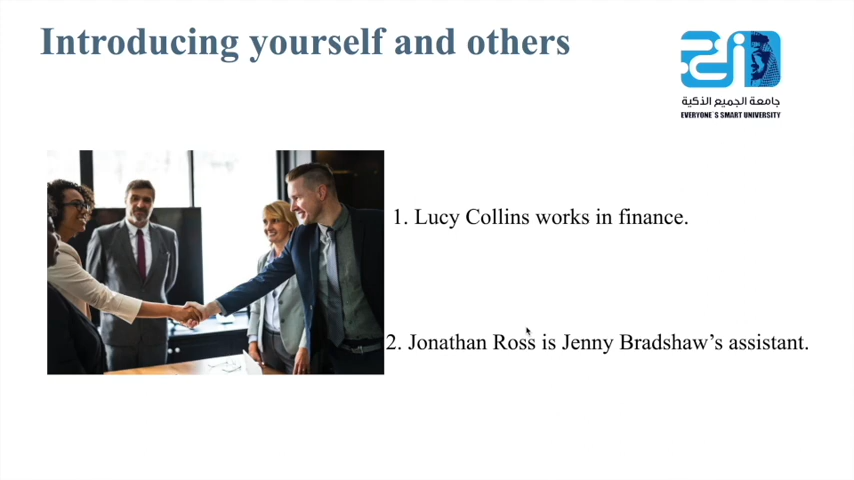 Introducing yourself and others
جامعة الجميع الذكية
EVERYONE'S SMART UNIVERSITY
1. Lucy Collins works in finance.
2. Jonathan Ross is Jenny Bradshaw’s assistant.